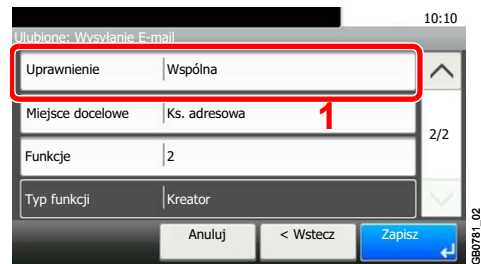 10:10
Ulubione: Wysyłanie E-mail
Uprawnienie Wspólna
Miejsce docelowe Ks. adresowa
1
2/2
Funkcje 2
Typ funkcji Kreator
Anuluj < Wstecz Zapisz
GB0781_02